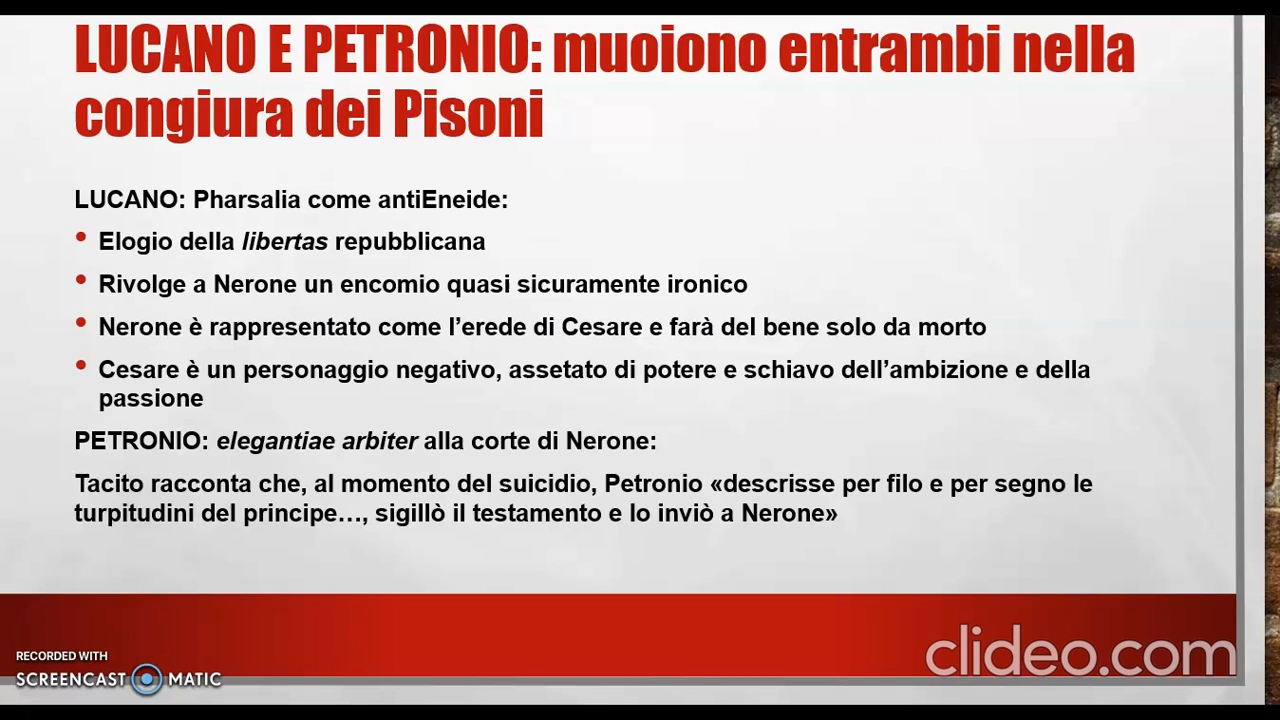 LUCANO E PETRONIO: muoiono entrambi nella
congiura dei Pisoni
LUCANO: Pharsalia come antiEneide:
• Elogio della libertas repubblicana
• Rivolge a Nerone un encomio quasi sicuramente ironico
• Nerone è rappresentato come l’erede di Cesare e farà del bene solo da morto
• Cesare è un personaggio negativo, assetato di potere e schiavo dell’ambizione e della
passione
PETRONIO: elegantiae arbiter alla corte di Nerone:
Tacito racconta che, al momento del suicidio, Petronio «descrisse per filo e per segno le
turpitudini del principe…, sigillò il testamento e lo inviò a Nerone»
clideo.com
RECORDED WITH
SCREENCAST MATIC